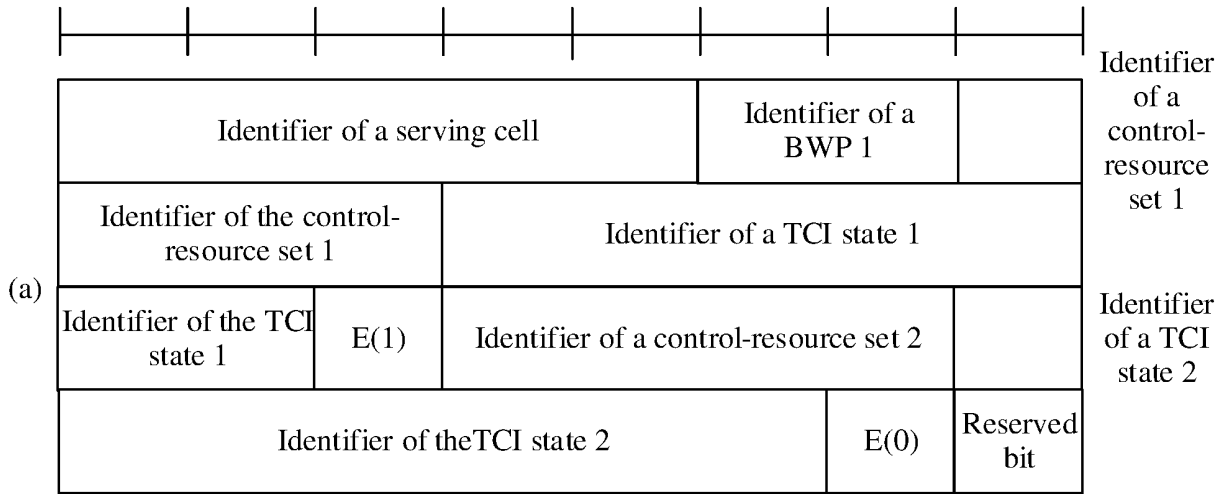 Identifier of a serving cell
Identifier of a
BWP 1
Identifier
of a
control-
resource
set 1
Identifier of the control-
resource set 1
Identifier of a TCI state 1
(a)
Identifier of the TCI
state 1
E(1)
Identifier of a control-resource set 2
Identifier
of a TCI
state 2
Identifier of theTCI state 2
E(0)
Reserved
bit